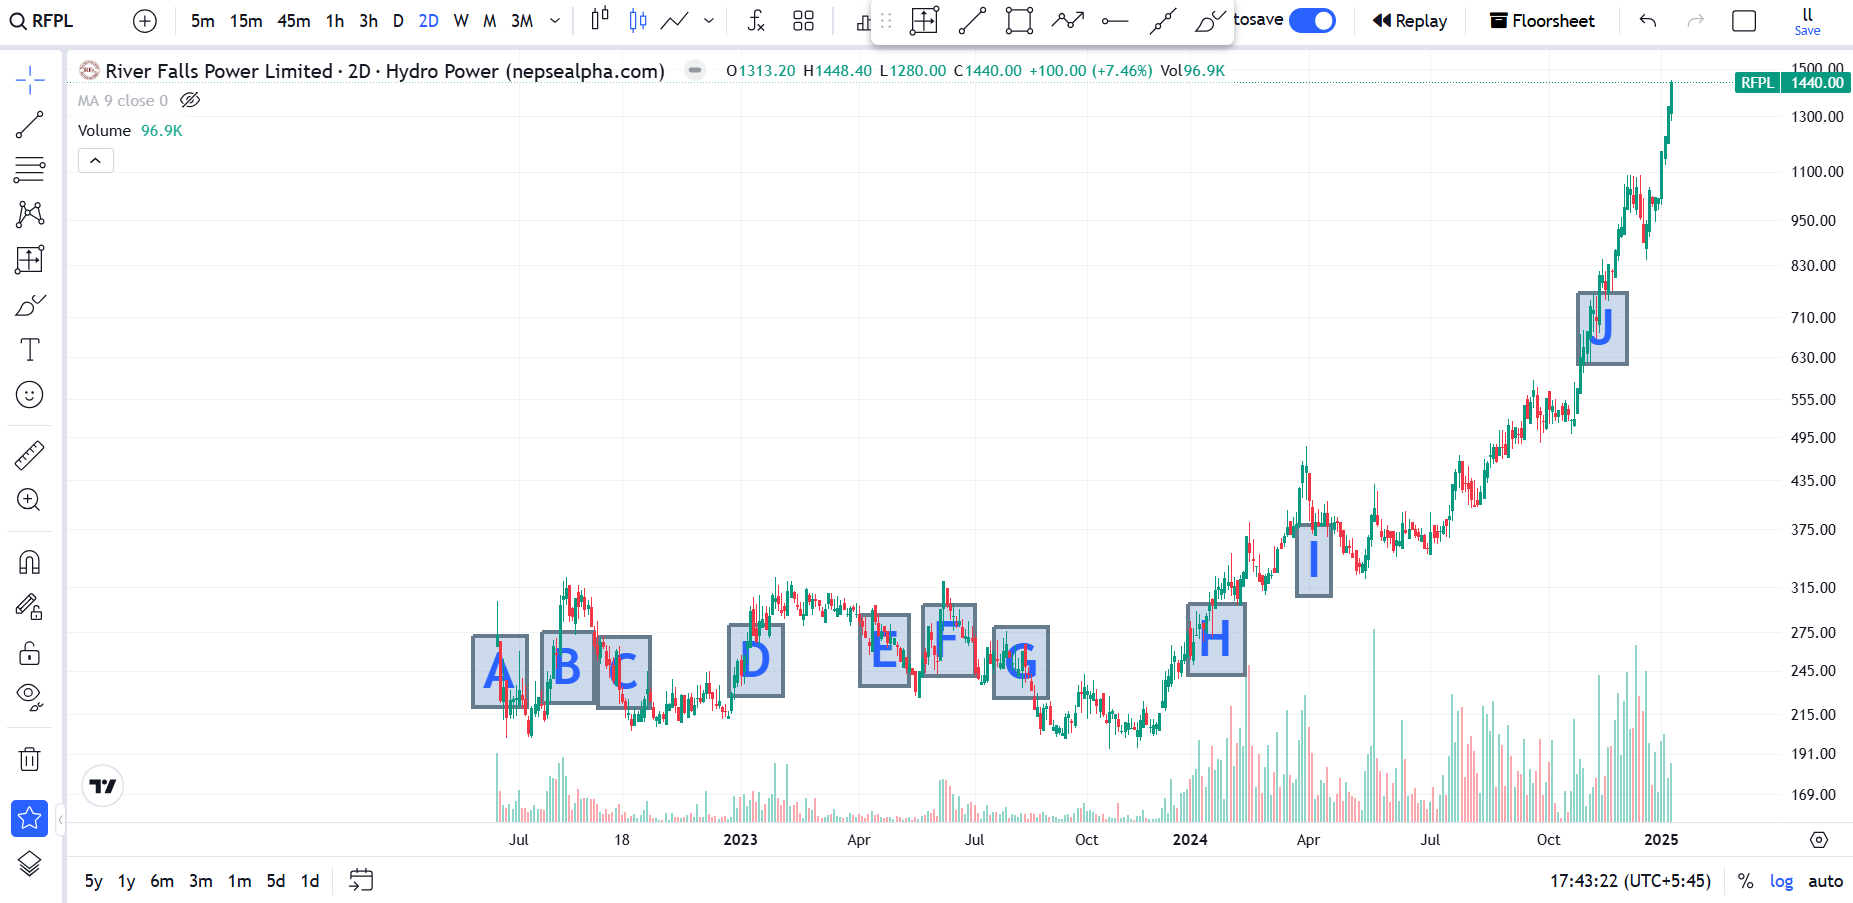 RFPL 5m 15m 45m 1h 3h D 2D W M 3M tosave Replay Floorsheet ll
Save
River Falls Power Limited · 2D · Hydro Power (nepsealpha.com) O1313.20 H1448.40 L1280.00 C1440.00 +100.00 (+7.46%) Vol96.9K
MA 9 close 0
Volume 96.9K
1500.00
RFPL 1440.00
1300.00
1100.00
950.00
830.00
710.00
630.00
555.00
495.00
435.00
375.00
315.00
275.00
245.00
215.00
191.00
169.00
A B C D E F G H I J
Jul 18 2023 Apr Jul Oct 2024 Apr Jul Oct 2025
5y 1y 6m 3m 1m 5d 1d 17:43:22 (UTC+5:45) % log auto